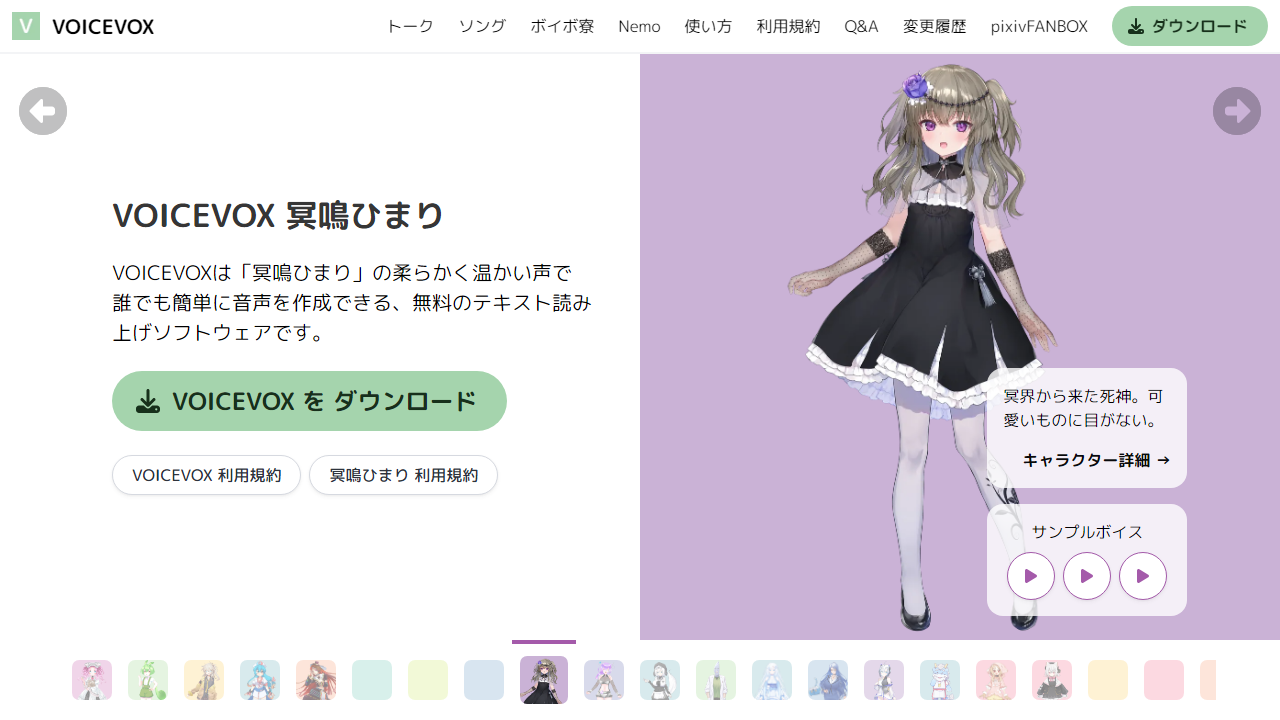 V VOICEVOX トーク ソング ボイボ寮 Nemo 使い方 利用規約 Q&A 変更履歴 pixivFANBOX ダウンロード
VOICEVOX 冥鳴ひまり
VOICEVOXは「冥鳴ひまり」の柔らかく温かい声で
誰でも簡単に音声を作成できる、無料のテキスト読み
上げソフトウェアです。
VOICEVOX を ダウンロード
VOICEVOX 利用規約 冥鳴ひまり 利用規約
冥界から来た死神。可
愛いものに目がない。
キャラクター詳細 →
サンプルボイス